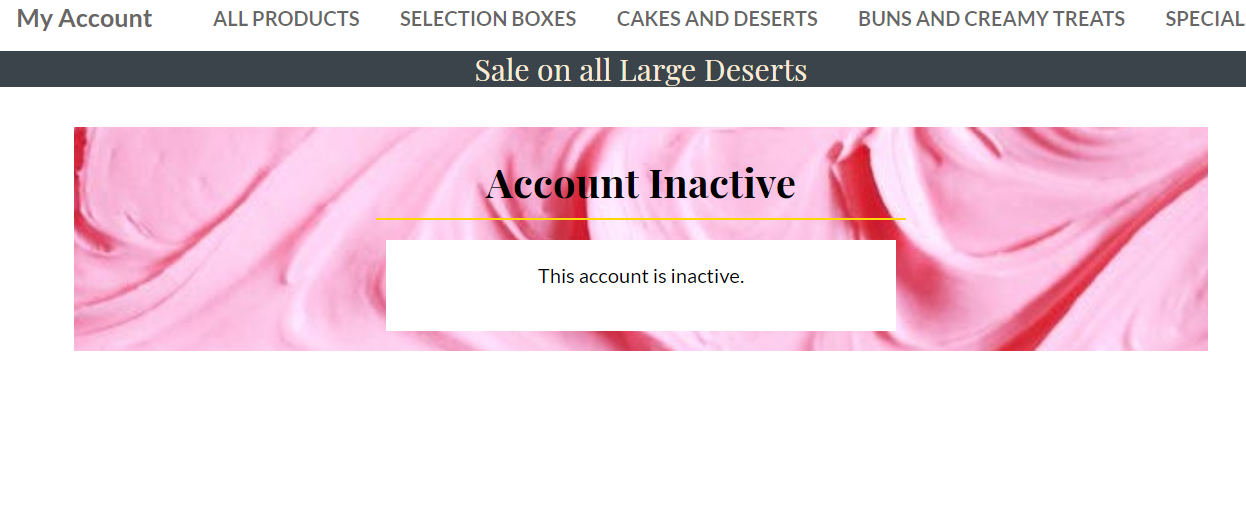 My Account ALL PRODUCTS SELECTION BOXES CAKES AND DESERTS BUNS AND CREAMY TREATS SPECIAL
Sale on all Large Deserts
Account Inactive
This account is inactive.